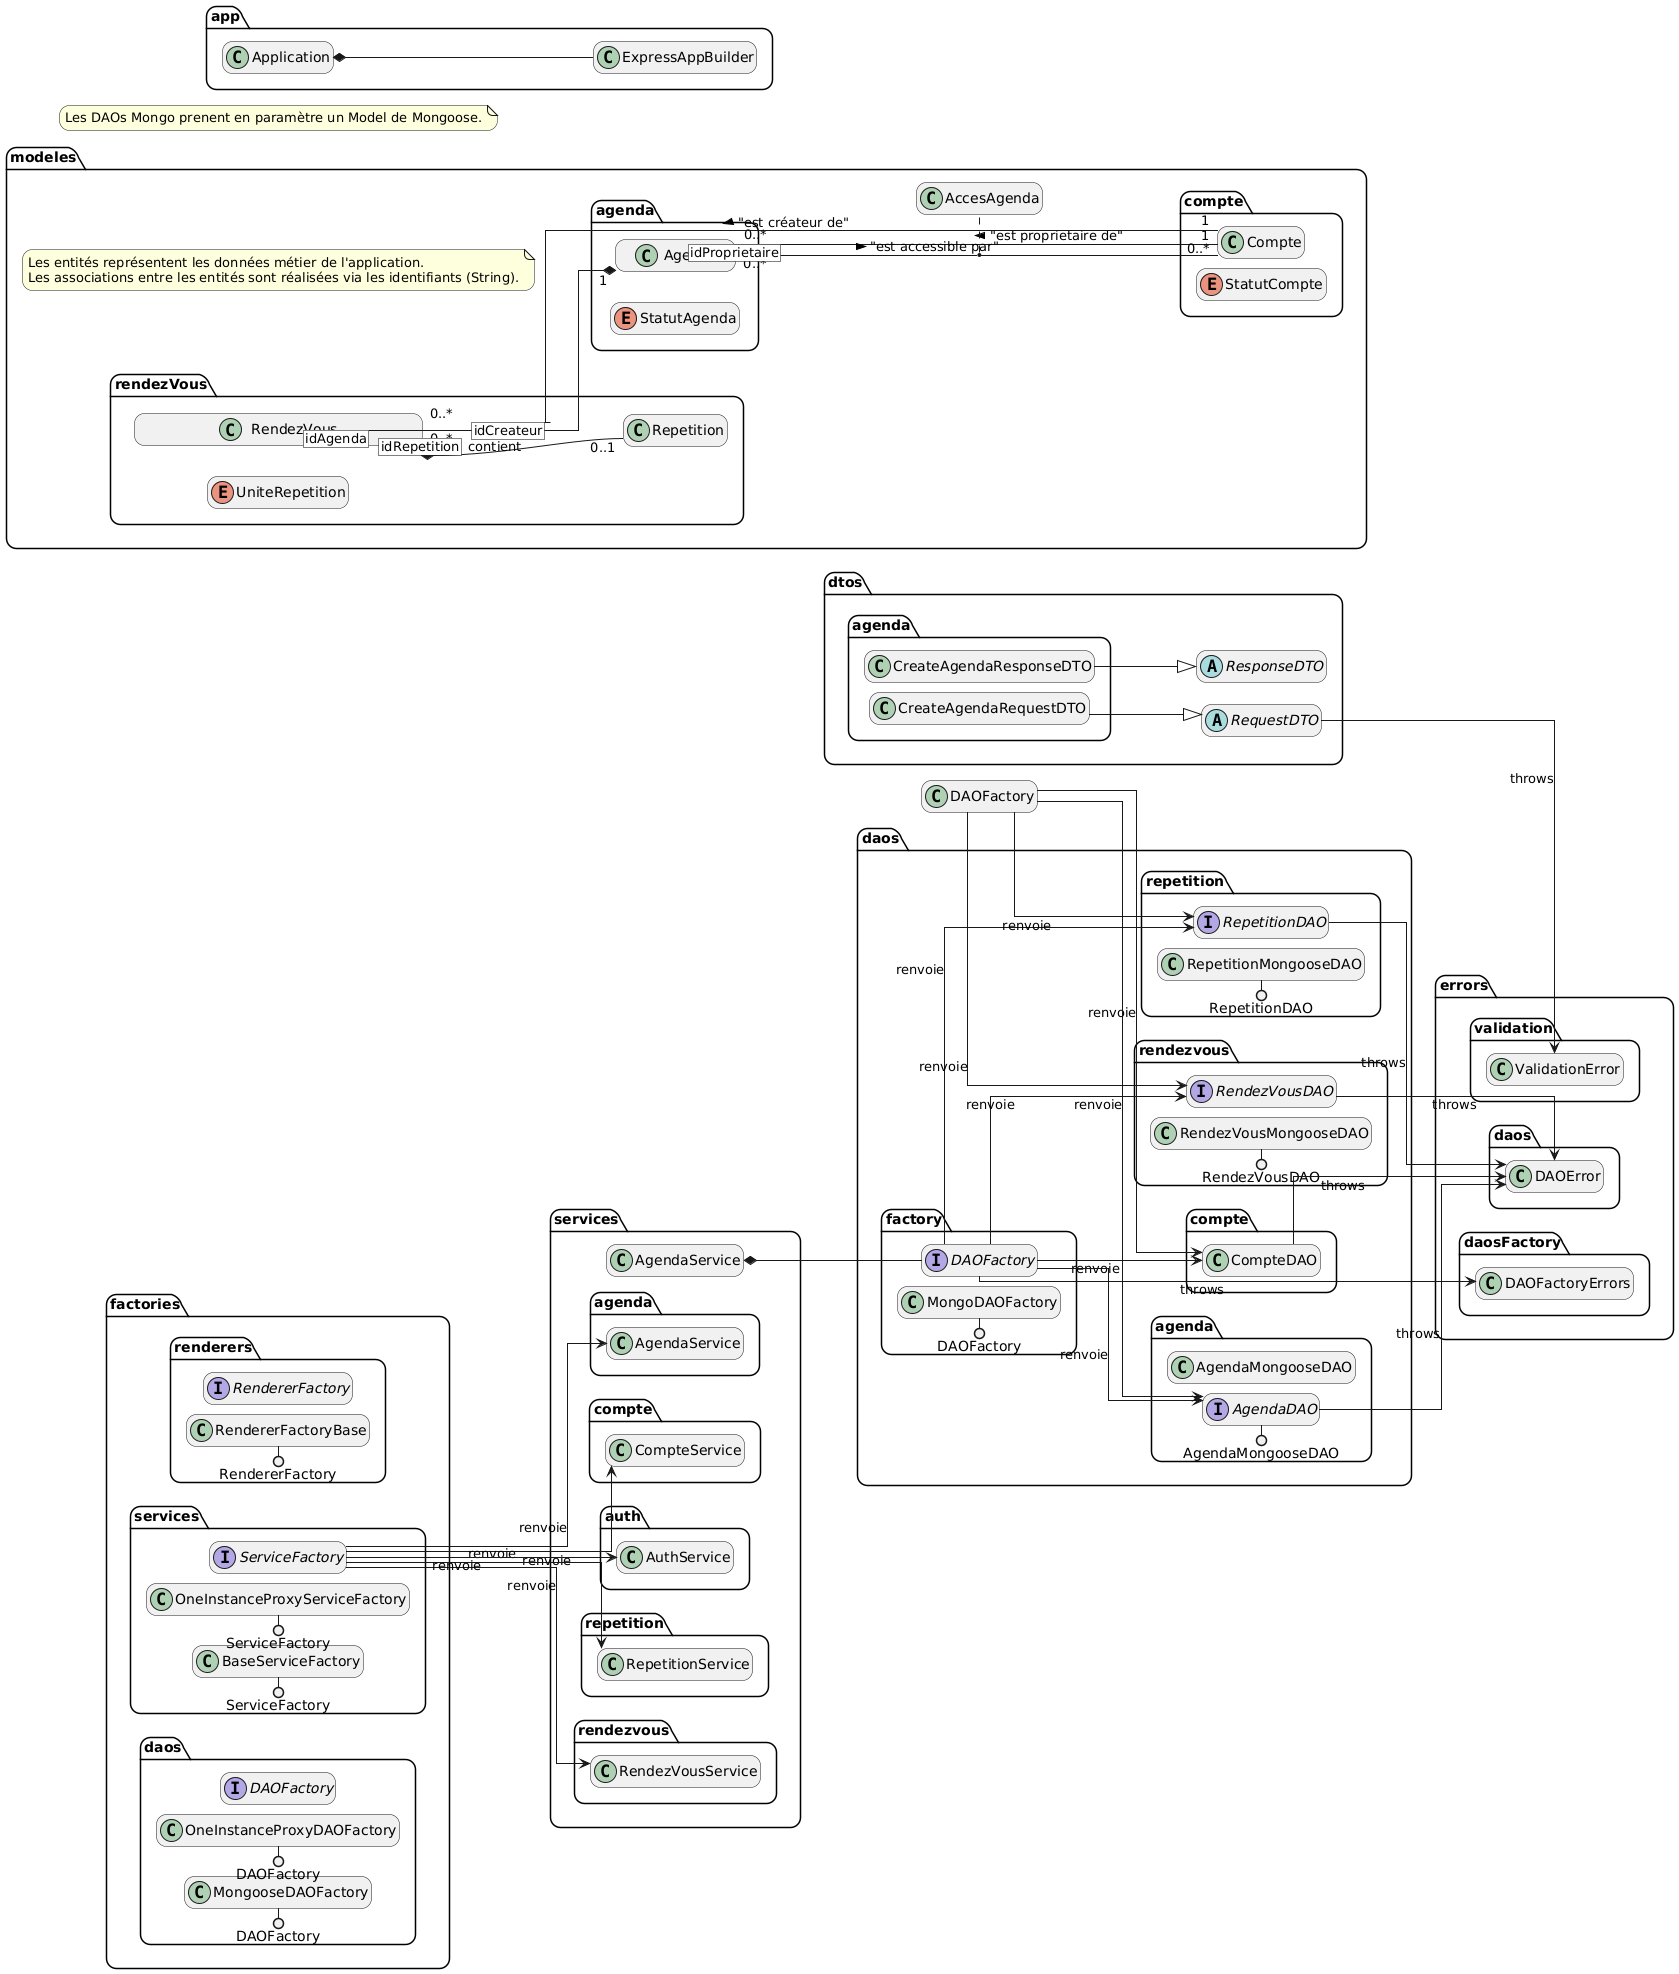 app
C Application
C ExpressAppBuilder
Les DAOs Mongo prenent en paramètre un Model de Mongoose.
modeles
C AccesAgenda
agenda
compte
"est créateur de"
1
0..*
"est proprietaire de"
1
C Age
idProprietaire
"est accessible par"
0..*
C Compte
0..*
Les entités représentent les données métier de l'application.
Les associations entre les entités sont réalisées via les identifiants (String).
1
E StatutCompte
E StatutAgenda
rendezVous
0..*
C RendezVous
idCreateur
C Repetition
idAgenda
0..*
idRepetition
contient
0..1
E UniteRepetition
dtos
agenda
C CreateAgendaResponseDTO
A ResponseDTO
C CreateAgendaRequestDTO
A RequestDTO
throws
C DAOFactory
daos
repetition
I RepetitionDAO
renvoie
C RepetitionMongooseDAO
renvoie
RepetitionDAO
renvoie
errors
validation
C ValidationError
rendezvous
throws
renvoie
I RendezVousDAO
renvoie
renvoie
throws
C RendezVousMongooseDAO
RendezVousDAO
throws
daos
C DAOError
services
factory
compte
daosFactory
C AgendaService
I DAOFactory
C CompteDAO
renvoie
throws
C DAOFactoryErrors
C MongoDAOFactory
DAOFactory
agenda
C AgendaService
agenda
throws
renvoie
C AgendaMongooseDAO
I AgendaDAO
AgendaMongooseDAO
factories
renderers
I RendererFactory
C RendererFactoryBase
RendererFactory
compte
C CompteService
services
auth
renvoie
I ServiceFactory
renvoie
renvoie
renvoie
C AuthService
renvoie
C OneInstanceProxyServiceFactory
ServiceFactory
C BaseServiceFactory
ServiceFactory
repetition
C RepetitionService
rendezvous
C RendezVousService
daos
I DAOFactory
C OneInstanceProxyDAOFactory
DAOFactory
C MongooseDAOFactory
DAOFactory